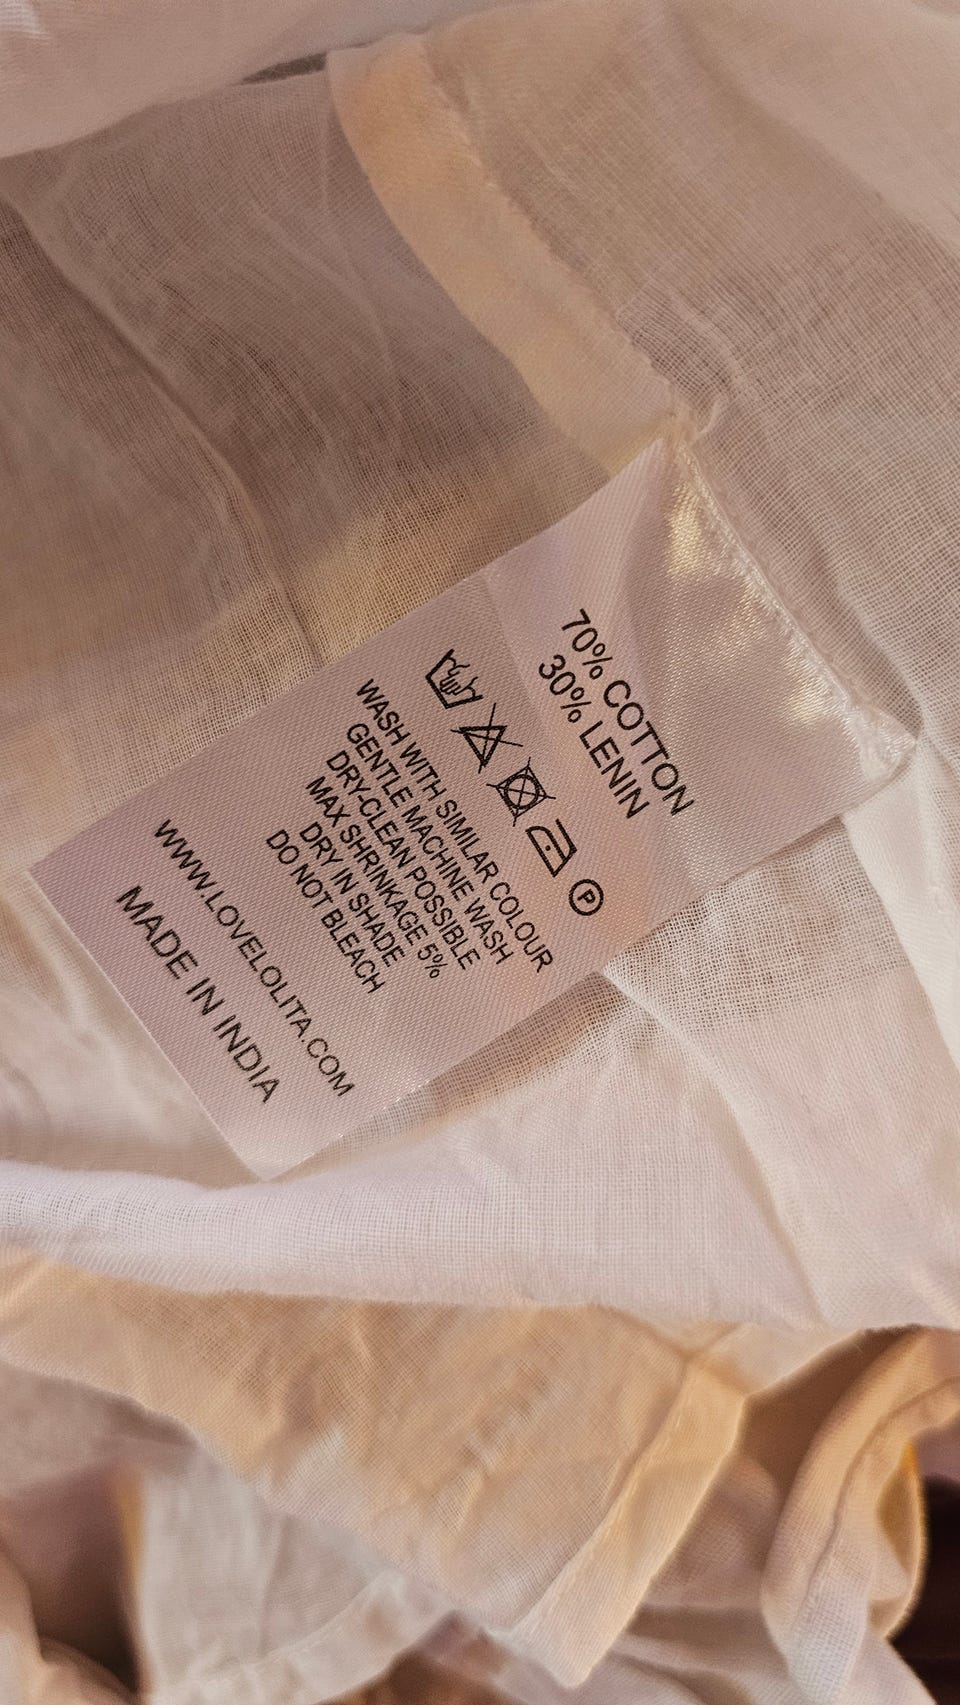 70% COTTON
30% LENIN
P
WASH WITH SIMILAR COLOUR
GENTLE MACHINE WASH
DRY-CLEAN POSSIBLE
MAX SHRINKAGE 5%
DRY IN SHADE
DO NOT BLEACH
WWW.LOVELOLITA.COM
MADE IN INDIA